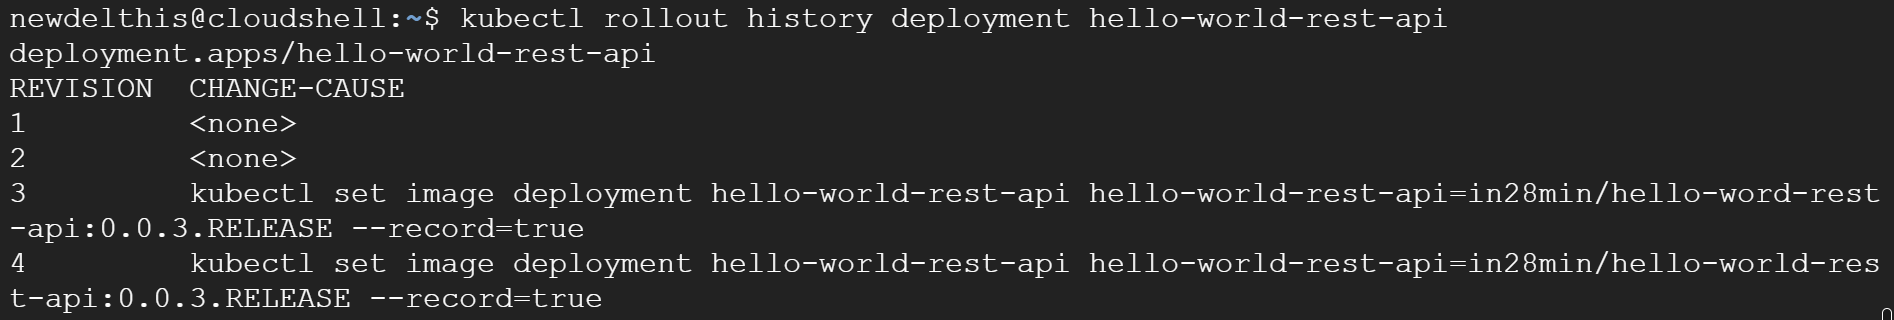 newdelthis@cloudshell:~$ kubectl rollout history deployment hello-world-rest-api
deployment.apps/hello-world-rest-api
REVISION  CHANGE-CAUSE
1         <none>
2         <none>
3         kubectl set image deployment hello-world-rest-api hello-world-rest-api=in28min/hello-word-rest
-api:0.0.3.RELEASE --record=true
4         kubectl set image deployment hello-world-rest-api hello-world-rest-api=in28min/hello-world-res
t-api:0.0.3.RELEASE --record=true